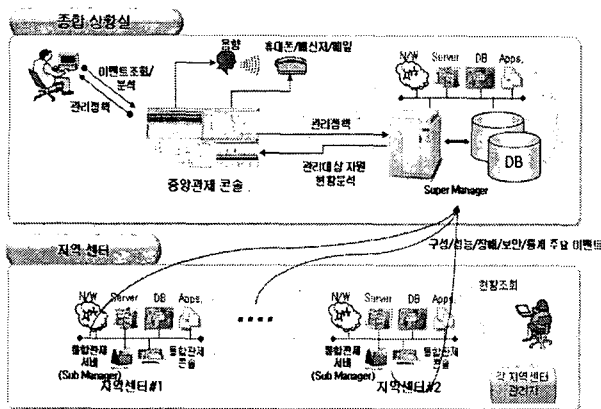 종합 상황실
음향
휴대폰/메신저/메일
이벤트조회/
분석
관리정책
N/W Server DB Apps.
관리정책
관리대상 자원
현황분석
중앙관제 콘솔
Super Manager
DB
지역 센터
구성/성능/장애/보안/통계 주요 이벤트
N/W Server DB Apps.
통합관제
서버
(Sub Manager)
통합관제
콘솔
지역센터#1
....
N/W Server DB Apps.
통합관제
서버
(Sub Manager)
통합관제
콘솔
지역센터#2
현황조회
각 지역센터
관리자